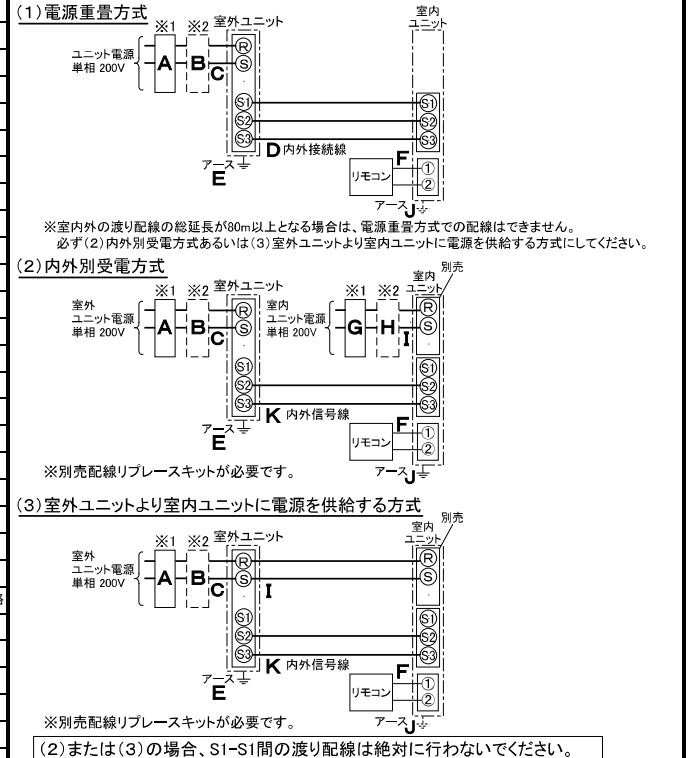 (1)電源重畳方式
※1 ※2 室外ユニット
室内
ユニット
ユニット電源
単相 200V
A B C
R
S
S1 S1
S2 S2
S3 S3
D 内外接続線
アース
E
リモコン
F
①
②
アース J
※室内外の渡り配線の総延長が80m以上となる場合は、電源重畳方式での配線はできません。
必ず(2)内外別受電方式あるいは(3)室外ユニットより室内ユニットに電源を供給する方式にしてください。
(2)内外別受電方式
※1 ※2 室外ユニット
※1 ※2
室内
ユニット
別売
室外
ユニット電源
単相 200V
A B C
R
S
室内
ユニット電源
単相 200V
G H I
R
S
S1 S1
S2 S2
S3 S3
K 内外信号線
アース
E
リモコン
F
①
②
アース J
※別売配線リプレースキットが必要です。
(3)室外ユニットより室内ユニットに電源を供給する方式
※1 ※2 室外ユニット
室内
ユニット
別売
室外
ユニット電源
単相 200V
A B C
R R
S S
I
S1 S1
S2 S2
S3 S3
K 内外信号線
アース
E
リモコン
F
①
②
アース J
※別売配線リプレースキットが必要です。
(2)または(3)の場合、S1-S1間の渡り配線は絶対に行わないでください。